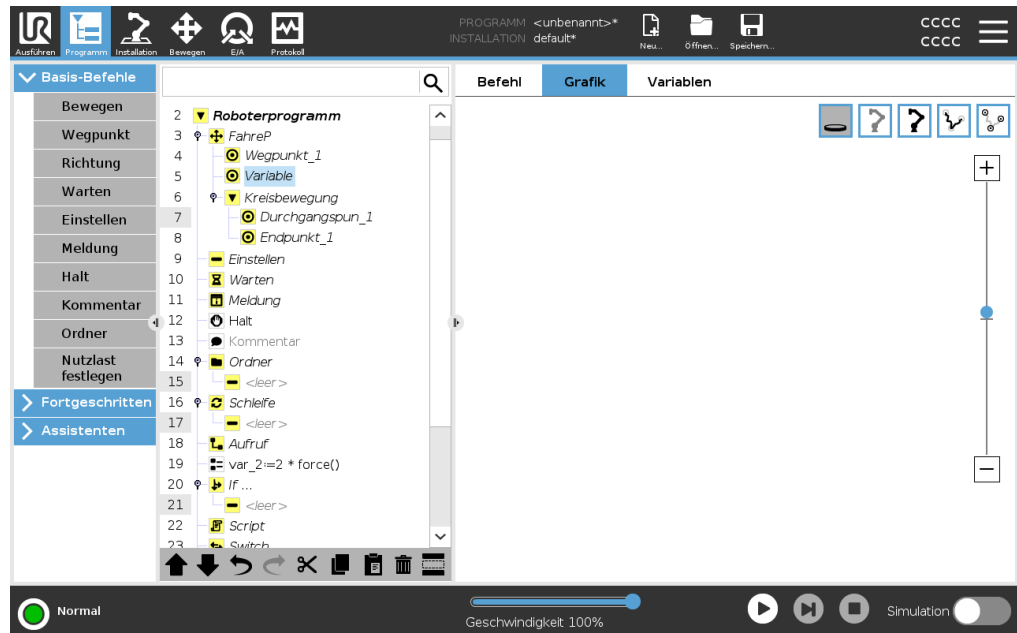 PROGRAMM <unbenannt>*
INSTALLATION default*
Ausführen
Programm
Installation
Bewegen
E/A
Protokoll
Neu...
Öffnen...
Speichern...
CCCC
CCCC
Basis-Befehle
Bewegen
Wegpunkt
Richtung
Warten
Einstellen
Meldung
Halt
Kommentar
Ordner
Nutzlast
festlegen
Fortgeschritten
Assistenten
2 Roboterprogramm
3 FahreP
4 Wegpunkt_1
5 Variable
6 Kreisbewegung
7 Durchgangspun_1
8 Endpunkt_1
9 Einstellen
10 Warten
11 Meldung
12 Halt
13 Kommentar
14 Ordner
15 <leer>
16 Schleife
17 <leer>
18 Aufruf
19 var_2:=2 * force()
20 If ...
21 <leer>
22 Script
23 Switch
Befehl
Grafik
Variablen
Normal
Geschwindigkeit 100%
Simulation